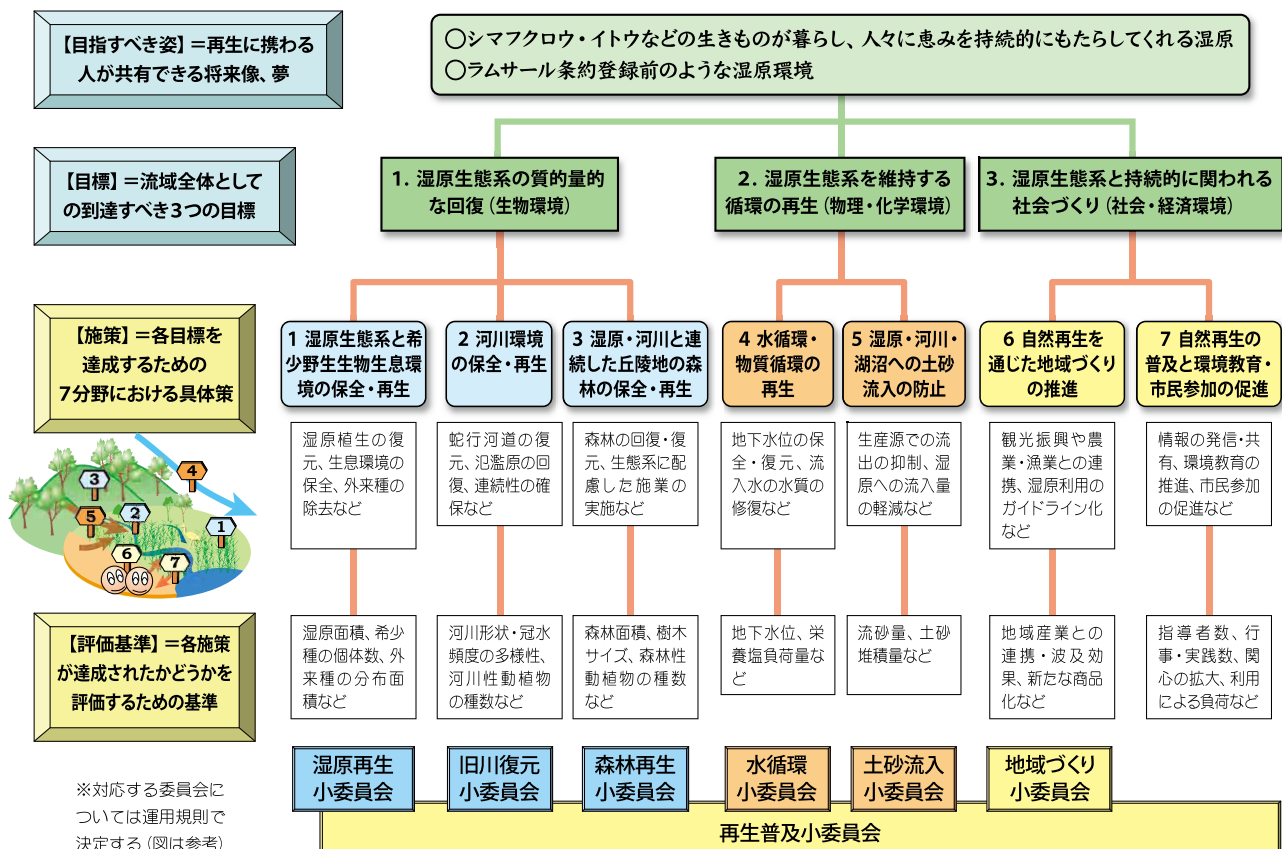 【目指すべき姿】＝再生に携わる
人が共有できる将来像、夢
○シマフクロウ・イトウなどの生きものが暮らし、人々に恵みを持続的にもたらしてくれる湿原
○ラムサール条約登録前のような湿原環境
【目標】＝流域全体として
の到達すべき3つの目標
1. 湿原生態系の質的量的
な回復（生物環境）
2. 湿原生態系を維持する
循環の再生（物理・化学環境）
3. 湿原生態系と持続的に関われる
社会づくり（社会・経済環境）
【施策】＝各目標を
達成するための
7分野における具体策
1 湿原生態系と希
少野生生物生息環
境の保全・再生
2 河川環境
の保全・再生
3 湿原・河川と連
続した丘陵地の森
林の保全・再生
4 水循環・
物質循環の
再生
5 湿原・河川・
湖沼への土砂
流入の防止
6 自然再生を
通じた地域づくり
の推進
7 自然再生の
普及と環境教育・
市民参加の促進
湿原植生の復
元、生息環境の
保全、外来種の
除去など
蛇行河道の復
元、氾濫原の回
復、連続性の確
保など
森林の回復・復
元、生態系に配
慮した施業の
実施など
地下水位の保
全・復元、流
入水の水質の
修復など
生産源での流
出の抑制、湿
原への流入量
の軽減など
観光振興や農
業・漁業との連
携、湿原利用の
ガイドライン化
など
情報の発信・共
有、環境教育の
推進、市民参加
の促進など
4
3
5
2
1
6
7
【評価基準】＝各施策
が達成されたかどうかを
評価するための基準
湿原面積、希少
種の個体数、外
来種の分布面
積など
河川形状・冠水
頻度の多様性、
河川性動植物
の種数など
森林面積、樹木
サイズ、森林性
動植物の種数
など
地下水位、栄
養塩負荷量な
ど
流砂量、土砂
堆積量など
地域産業との
連携・波及効
果、新たな商品
化など
指導者数、行
事・実践数、関
心の拡大、利用
による負荷など
※対応する委員会に
ついては運用規則で
決定する（図は参考）
湿原再生
小委員会
旧川復元
小委員会
森林再生
小委員会
水循環
小委員会
土砂流入
小委員会
地域づくり
小委員会
再生普及小委員会